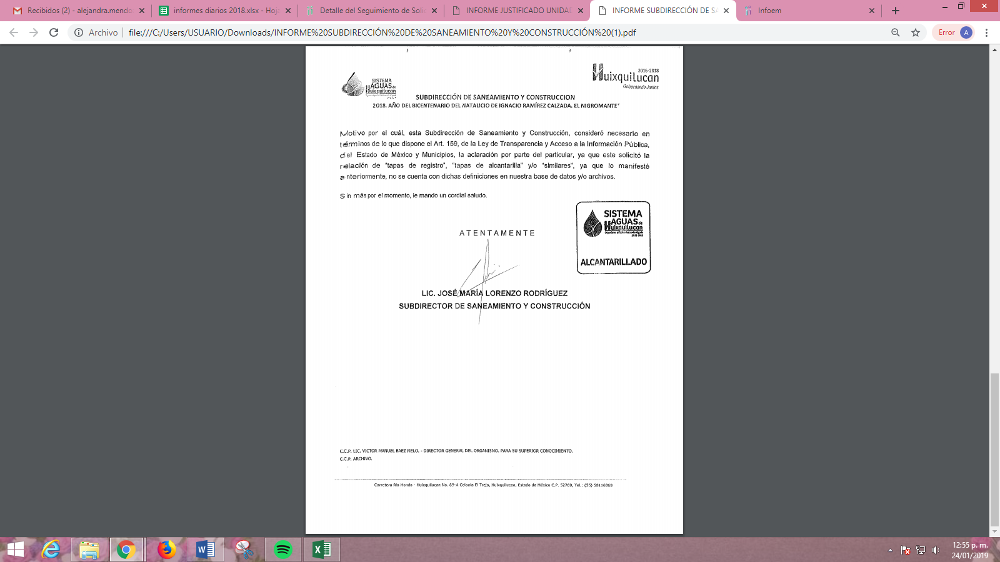 Recibidos (2) - alejandra.mendo
informes diarios 2018.xlsx - Hoja
Detalle del Seguimiento de Solic
INFORME JUSTIFICADO UNIDAD
INFORME SUBDIRECCIÓN DE SA
Infoem
Archivo
file:///C:/Users/USUARIO/Downloads/INFORME%20SUBDIRECCIÓN%20DE%20SANEAMIENTO%20Y%20CONSTRUCCIÓN%20(1).pdf
Error
A
SISTEMA
AGUAS de
Huixquilucan
2016-2018
Huixquilucan
Gobernando Juntos
SUBDIRECCIÓN DE SANEAMIENTO Y CONSTRUCCION
2018. AÑO DEL BICENTENARIO DEL NATALICIO DE IGNACIO RAMÍREZ CALZADA. EL NIGROMANTE"
Motivo por el cuál, esta Subdirección de Saneamiento y Construcción, consideró necesario en
términos de lo que dispone el Art. 159, de la Ley de Transparencia y Acceso a la Información Pública,
del Estado de México y Municipios, la aclaración por parte del particular, ya que este solicitó la
relación de "tapas de registro", "tapas de alcantarilla" y/o "similares", ya que lo manifesté
anteriormente, no se cuenta con dichas definiciones en nuestra base de datos y/o archivos.
Sin más por el momento, le mando un cordial saludo.
SISTEMA
AGUAS de
Huixquilucan
Organismo público descentralizado
2016-2018
ALCANTARILLADO
ATENTAMENTE
LIC. JOSÉ MARÍA LORENZO RODRÍGUEZ
SUBDIRECTOR DE SANEAMIENTO Y CONSTRUCCIÓN
C.C.P. LIC. VICTOR MANUEL BAEZ MELO. - DIRECTOR GENERAL DEL ORGANISMO. PARA SU SUPERIOR CONOCIMIENTO.
C.C.P. ARCHIVO.
Carretera Río Hondo - Huixquilucan No. 89-A Colonia El Trejo, Huixquilucan, Estado de México C.P. 52760, Tel.: (55) 58116868
12:55 p. m.
24/01/2019